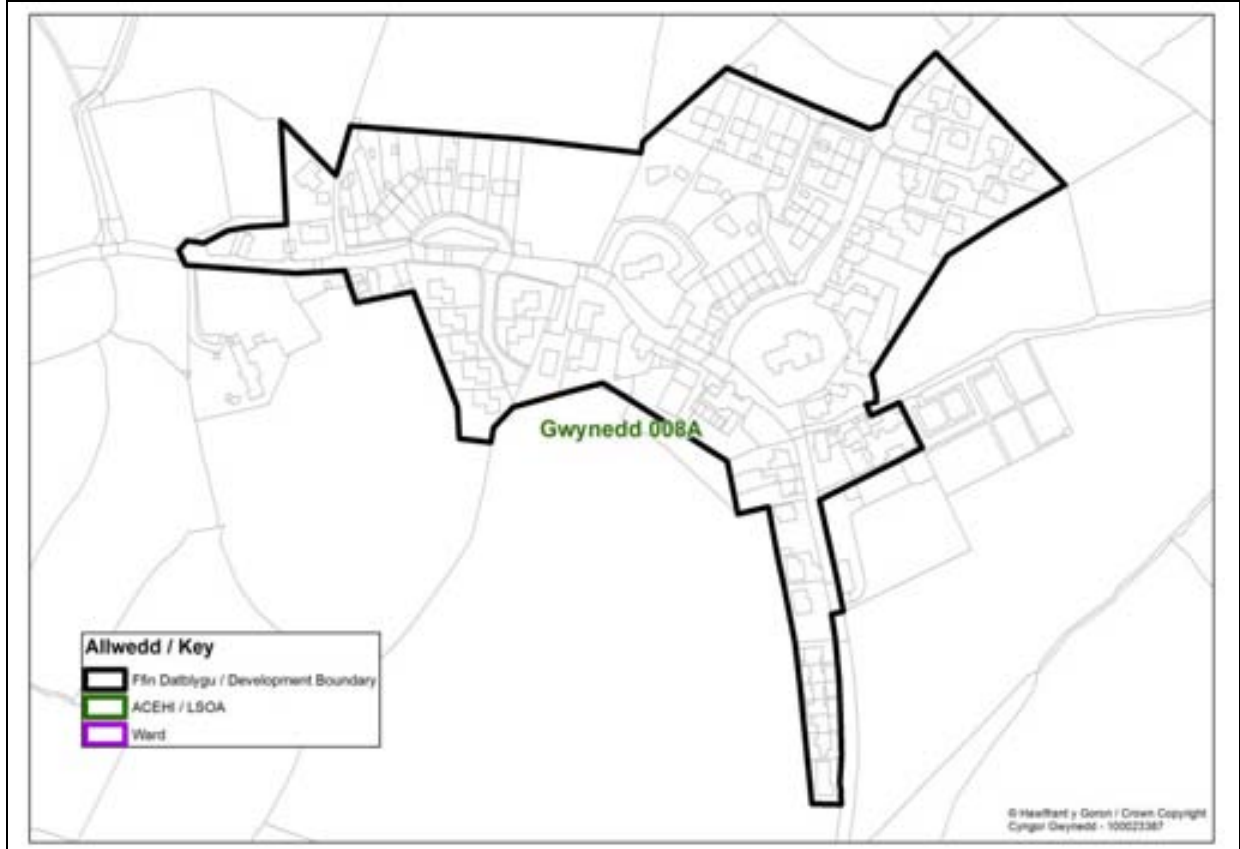 Gwynedd 008A
Allwedd / Key
Ffin Datblygu / Development Boundary
ACEHI / LSOA
Ward
© Hawlfraint y Goron / Crown Copyright
Cyngor Gwynedd - 100023387